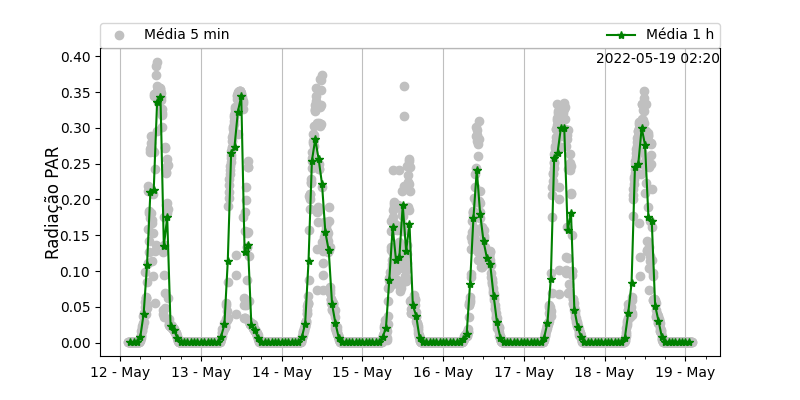 Média 5 min
Média 1 h
2022-05-19 02:20
Radiação PAR
0.40
0.35
0.30
0.25
0.20
0.15
0.10
0.05
0.00
12 - May 13 - May 14 - May 15 - May 16 - May 17 - May 18 - May 19 - May